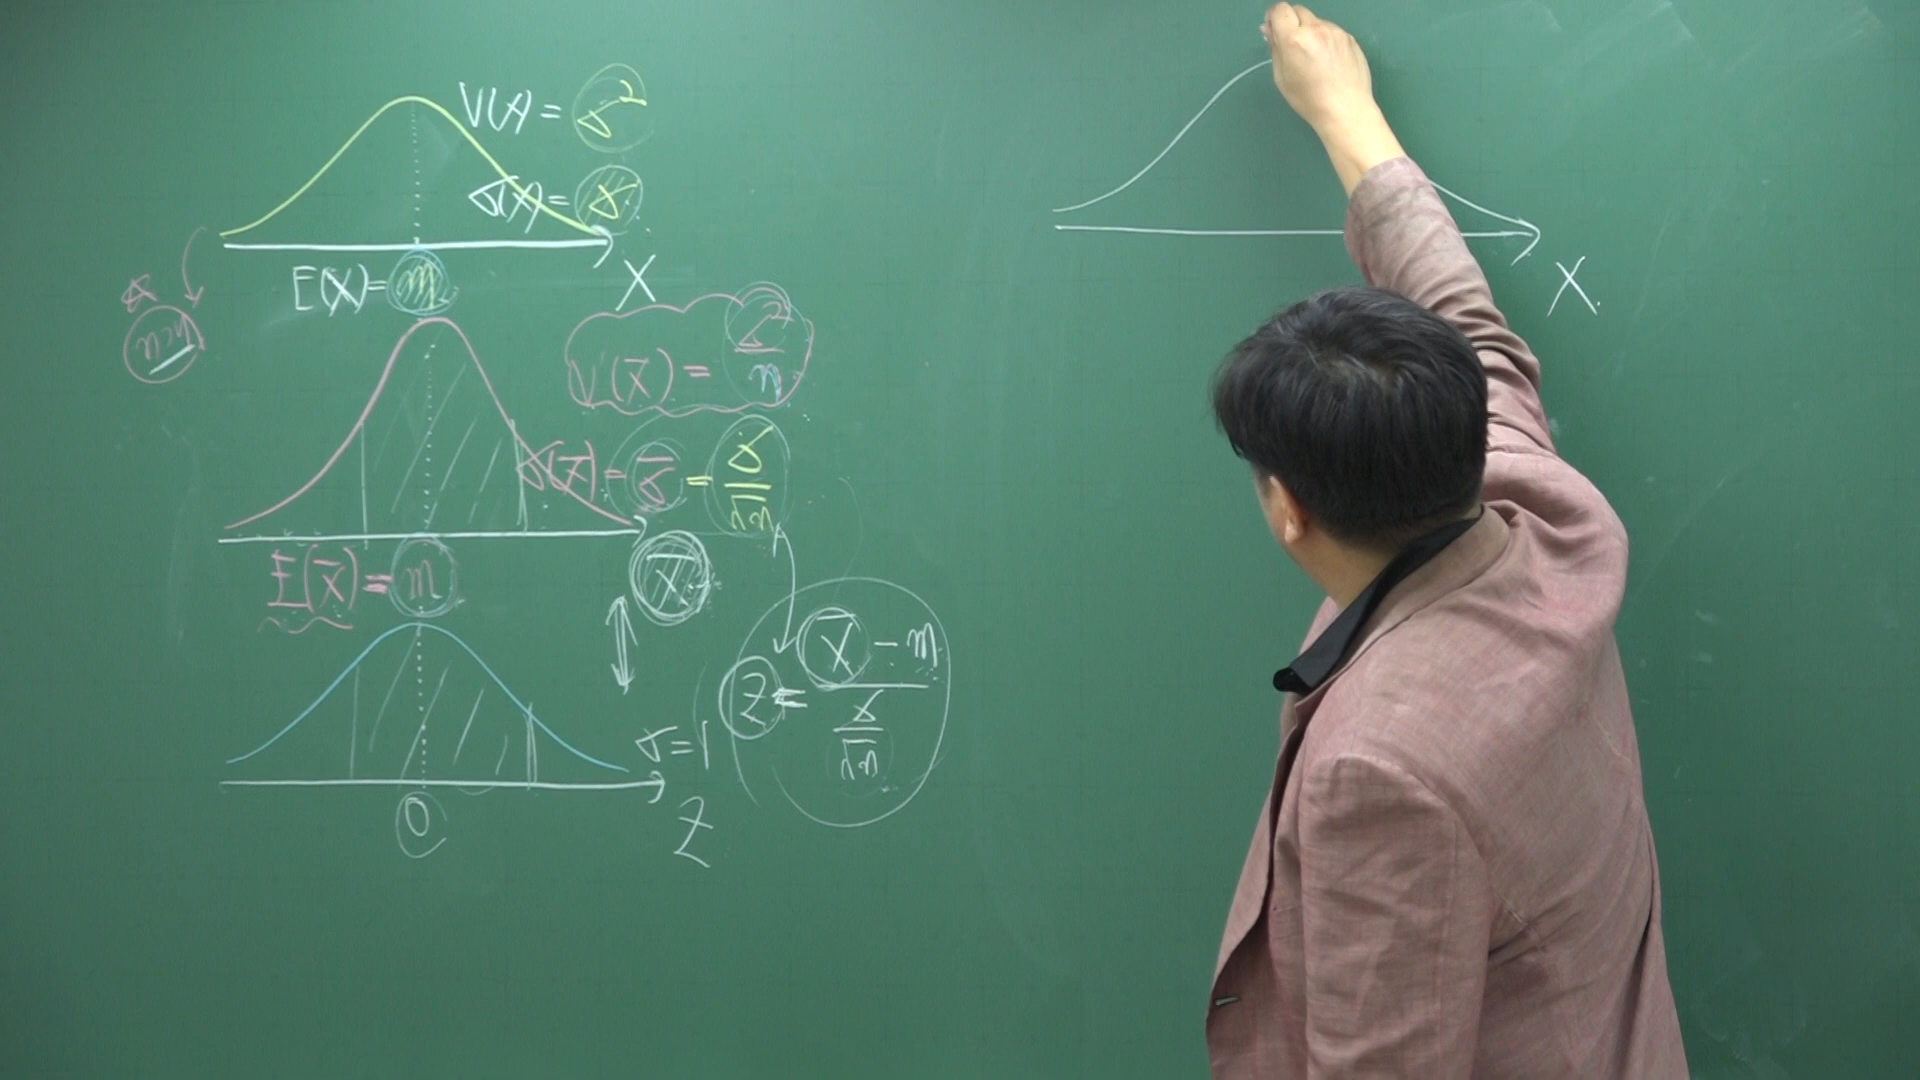 V(X) = σ²
σ(X) = σ
E(X) = m
X
V(X̄) = σ²/n
σ(X̄) = σ̄ = σ/√n
E(X̄) = m
X̄
Z = (X̄ - m)/(σ/√n)
σ = 1
0
Z
X